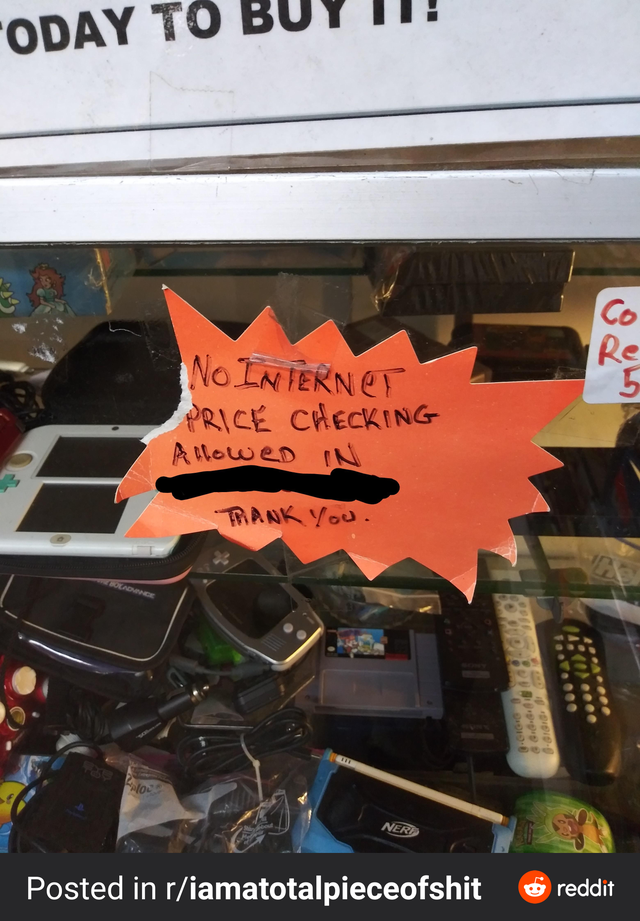 TODAY TO BUY IT!
NO INTERNET
PRICE CHECKING
AllowED IN
THANK YOU.
Co
Re
5
NERF
Posted in r/iamatotalpieceofshit
reddit